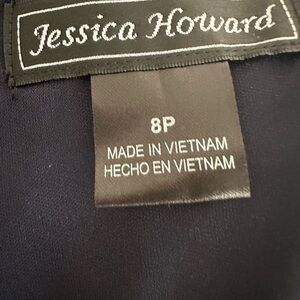 Jessica Howard
8P
MADE IN VIETNAM
HECHO EN VIETNAM